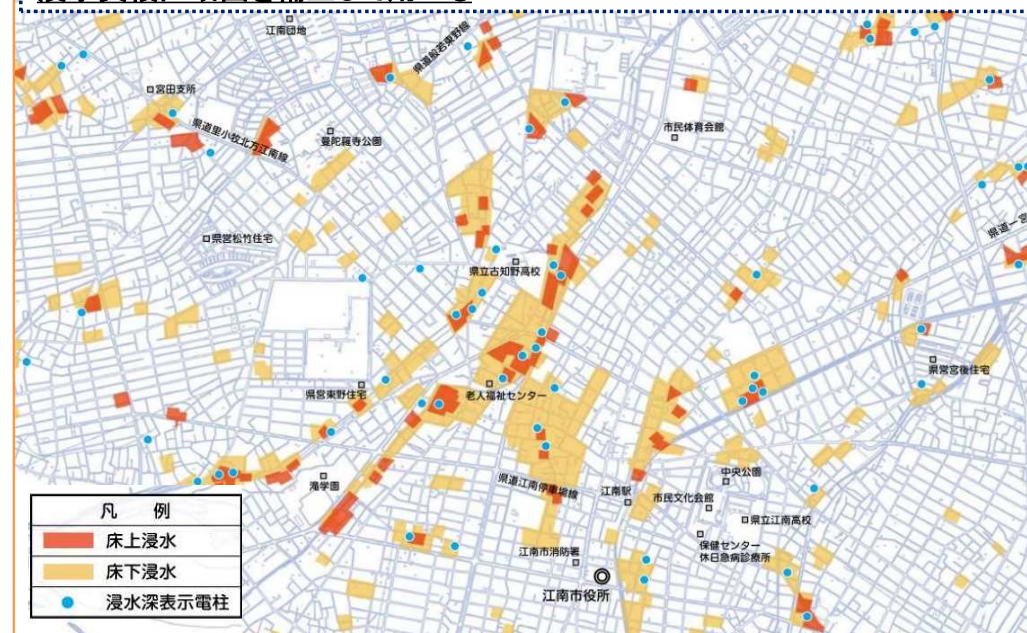 江南団地
県道般若東野線
宮田支所
県道里小牧北方江南線
曼陀羅寺公園
市民体育会館
県営松竹住宅
県道一宮
県立古知野高校
県営東野住宅
老人福祉センター
県営宮後住宅
滝学園
県道江南停車場線
江南駅
中央公園
市民文化会館
県立江南高校
保健センター
休日急病診療所
江南市消防署
江南市役所
凡 例
床上浸水
床下浸水
浸水深表示電柱